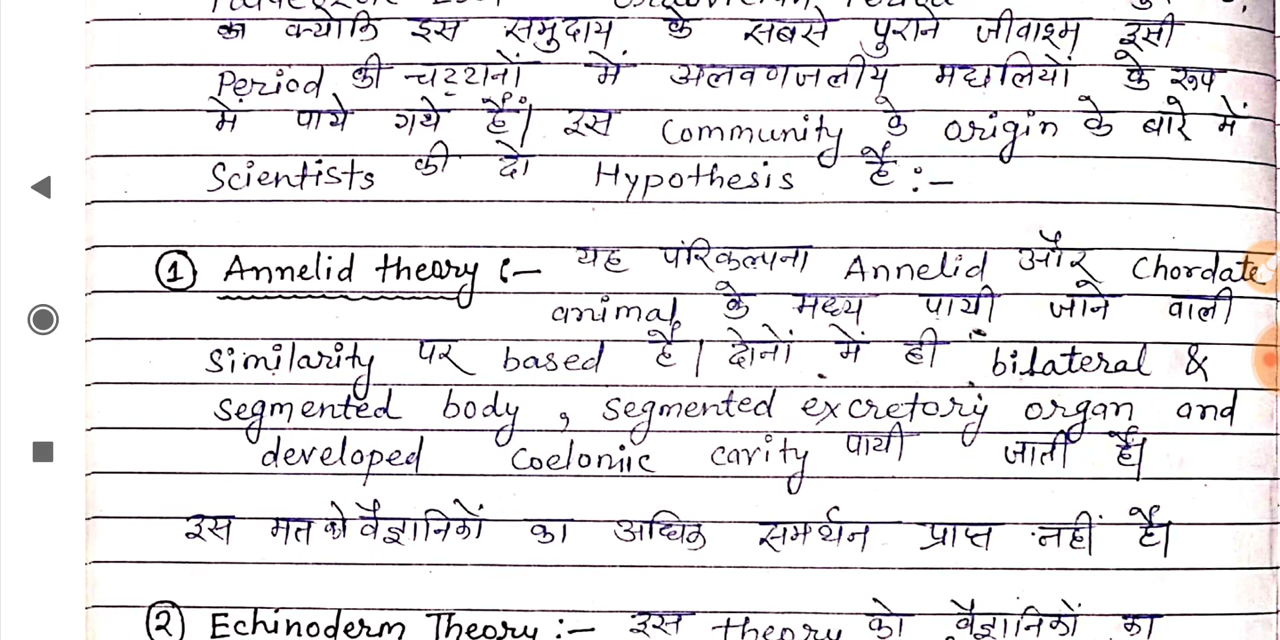 का क्योकि इस समुदाय के सबसे पुराने जीवाश्म इसी
Period की चट्टानों में अलवणजलीय मछलियों के रूप
में पाये गये हैं। इस Community के origin के बारे में
Scientists की दो Hypothesis है :-
① Annelid theory :- यह परिकल्पना Annelid और Chordate
animal के मध्य पायी जाने वाली
similarity पर based है। दोनों में ही bilateral &
segmented body, segmented excretory organ and
developed coelomic cavity पायी जाती है।
इस मत को वैज्ञानिकों का अधिक समर्थन प्राप्त नहीं है।
② Echinoderm Theory :- इस theory को वैज्ञानिकों का